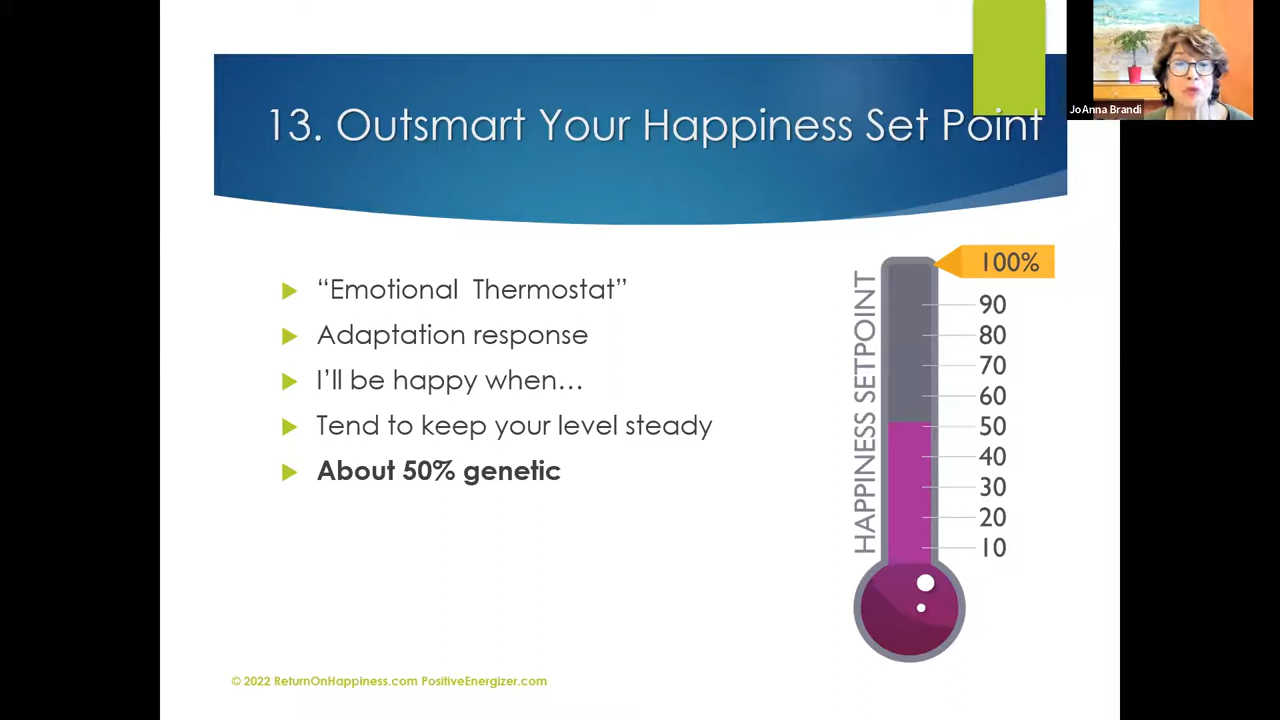 13. Outsmart Your Happiness Set Point
JoAnna Brandi
“Emotional Thermostat”
Adaptation response
I’ll be happy when…
Tend to keep your level steady
About 50% genetic
HAPPINESS SETPOINT
100%
90
80
70
60
50
40
30
20
10
© 2022 ReturnOnHappiness.com PositiveEnergizer.com